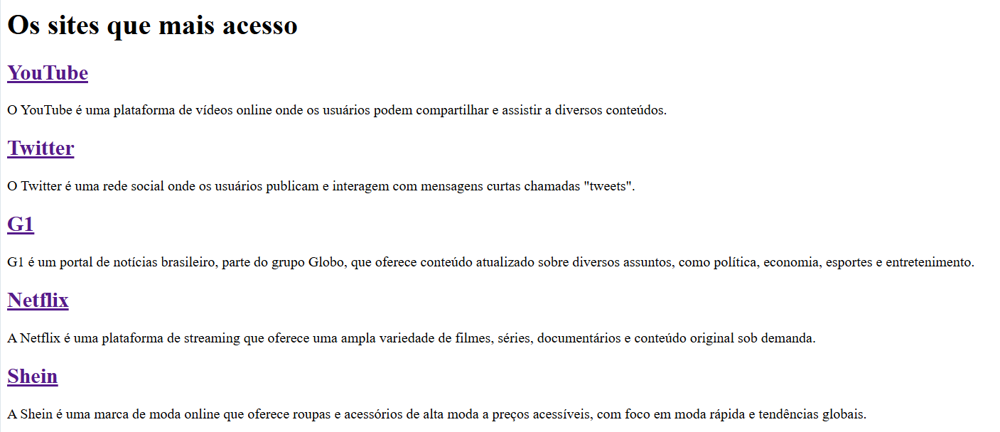 Os sites que mais acesso
YouTube
O YouTube é uma plataforma de vídeos online onde os usuários podem compartilhar e assistir a diversos conteúdos.
Twitter
O Twitter é uma rede social onde os usuários publicam e interagem com mensagens curtas chamadas "tweets".
G1
G1 é um portal de notícias brasileiro, parte do grupo Globo, que oferece conteúdo atualizado sobre diversos assuntos, como política, economia, esportes e entretenimento.
Netflix
A Netflix é uma plataforma de streaming que oferece uma ampla variedade de filmes, séries, documentários e conteúdo original sob demanda.
Shein
A Shein é uma marca de moda online que oferece roupas e acessórios de alta moda a preços acessíveis, com foco em moda rápida e tendências globais.